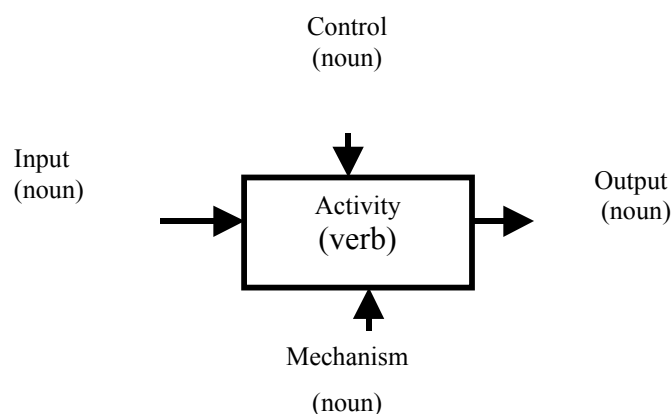 Control
(noun)
Input
(noun)
Activity
(verb)
Output
(noun)
Mechanism
(noun)